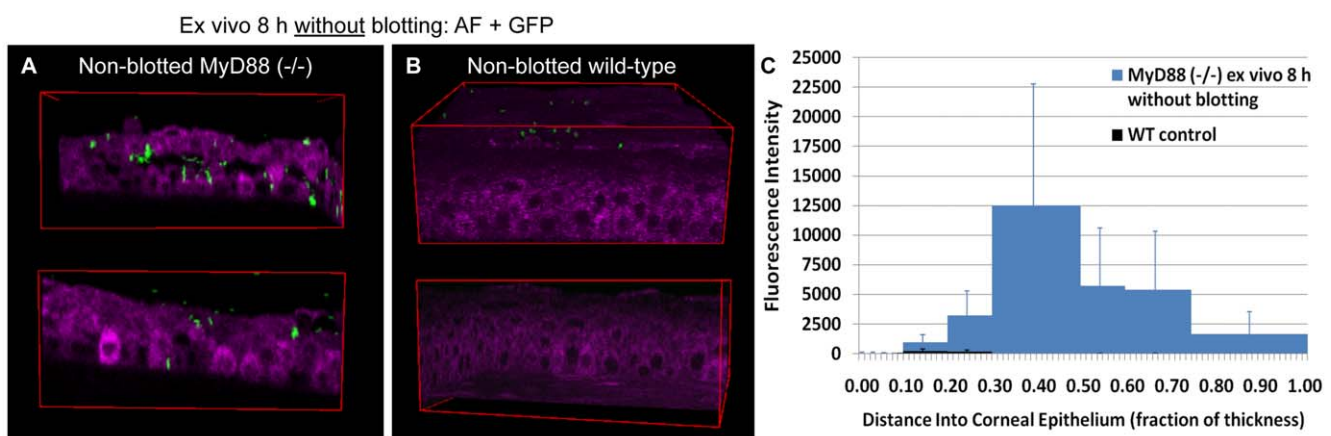 Ex vivo 8 h without blotting: AF + GFP
A Non-blotted MyD88 (-/-)
B Non-blotted wild-type
C
25000
22500
20000
17500
15000
12500
10000
7500
5000
2500
0
Fluorescence Intensity
MyD88 (-/-) ex vivo 8 h
without blotting
WT control
0.00 0.10 0.20 0.30 0.40 0.50 0.60 0.70 0.80 0.90 1.00
Distance Into Corneal Epithelium (fraction of thickness)